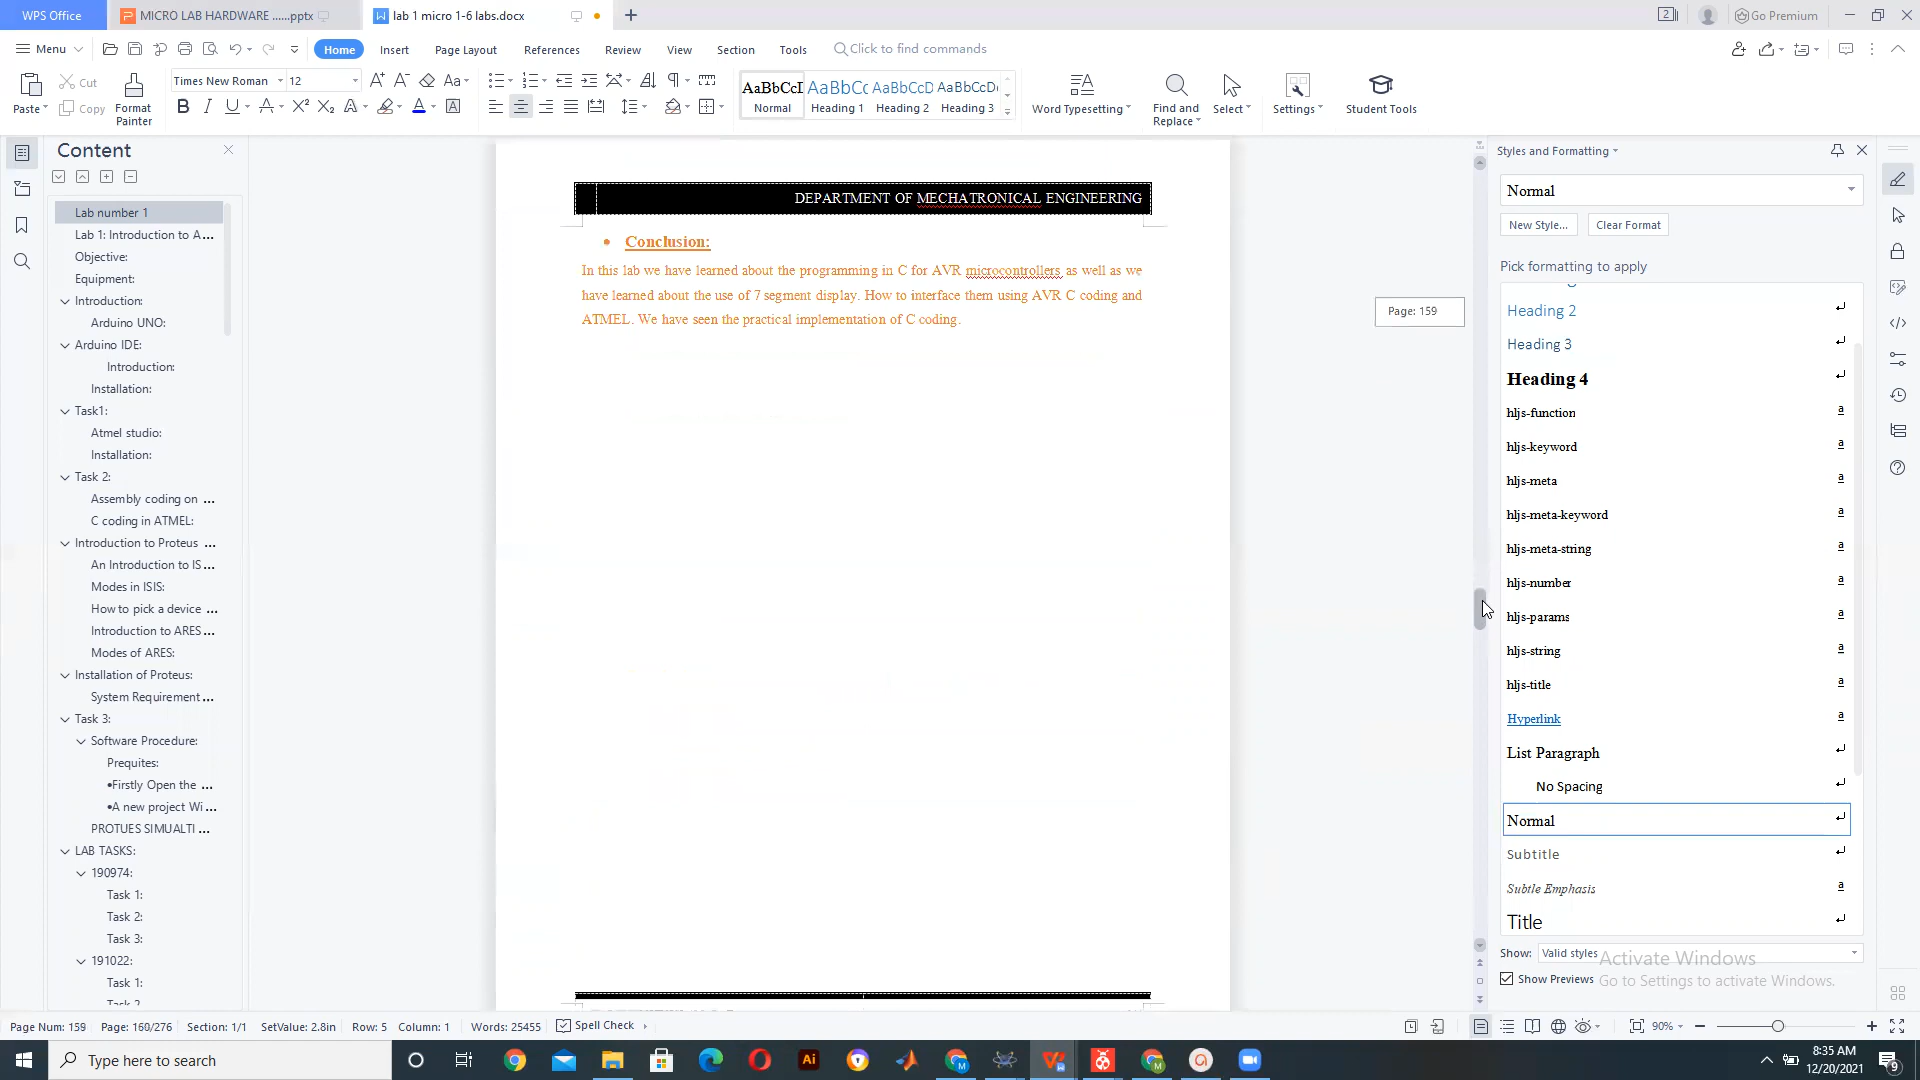 WPS Office
MICRO LAB HARDWARE ......pptx
lab 1 micro 1-6 labs.docx
Go Premium
Menu
Home
Insert
Page Layout
References
Review
View
Section
Tools
Click to find commands
Paste
Cut
Copy
Format Painter
Times New Roman
12
AaBbCcI
Normal
AaBbCc
Heading 1
AaBbCcD
Heading 2
AaBbCcD
Heading 3
Word Typesetting
Find and Replace
Select
Settings
Student Tools
Content
Lab number 1
Lab 1: Introduction to A...
Objective:
Equipment:
Introduction:
Arduino UNO:
Arduino IDE:
Introduction:
Installation:
Task1:
Atmel studio:
Installation:
Task 2:
Assembly coding on ...
C coding in ATMEL:
Introduction to Proteus ...
An Introduction to IS...
Modes in ISIS:
How to pick a device ...
Introduction to ARES...
Modes of ARES:
Installation of Proteus:
System Requirement...
Task 3:
Software Procedure:
Prequites:
•Firstly Open the ...
•A new project Wi...
PROTUES SIMUALTI ...
LAB TASKS:
190974:
Task 1:
Task 2:
Task 3:
191022:
Task 1:
Task 2
DEPARTMENT OF MECHATRONICAL ENGINEERING
• Conclusion:
In this lab we have learned about the programming in C for AVR microcontrollers as well as we
have learned about the use of 7 segment display. How to interface them using AVR C coding and
ATMEL. We have seen the practical implementation of C coding.
Page: 159
Styles and Formatting
Normal
New Style...
Clear Format
Pick formatting to apply
Heading 2
Heading 3
Heading 4
hljs-function
hljs-keyword
hljs-meta
hljs-meta-keyword
hljs-meta-string
hljs-number
hljs-params
hljs-string
hljs-title
Hyperlink
List Paragraph
No Spacing
Normal
Subtitle
Subtle Emphasis
Title
Show: Valid styles
Show Previews
Activate Windows
Go to Settings to activate Windows.
Page Num: 159
Page: 160/276
Section: 1/1
SetValue: 2.8in
Row: 5
Column: 1
Words: 25455
Spell Check
90%
Type here to search
8:35 AM
12/20/2021
9